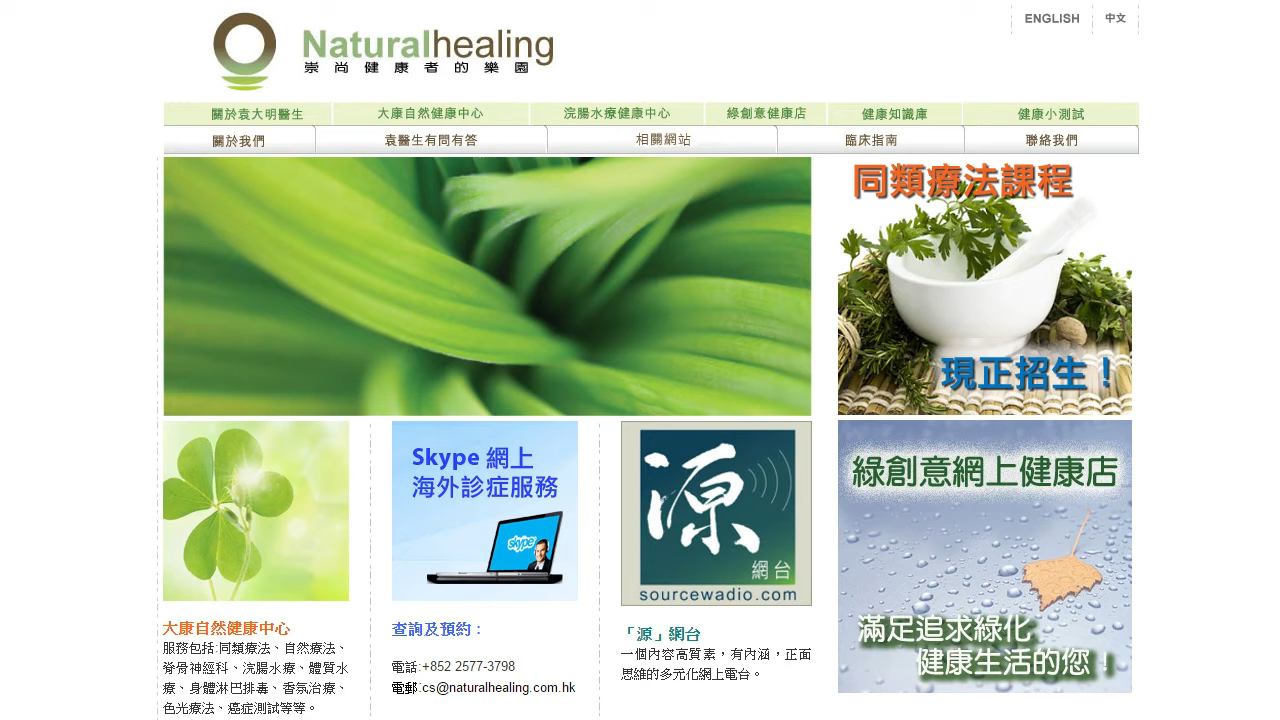 ENGLISH 中文
Naturalhealing
崇尚健康者的樂園
關於袁大明醫生 大康自然健康中心 浣腸水療健康中心 綠創意健康店 健康知識庫 健康小測試
關於我們 袁醫生有問有答 相關網站 臨床指南 聯絡我們
同類療法課程
現正招生！
Skype 網上
海外診症服務
skype
源
網台
sourcewadio.com
綠創意網上健康店
滿足追求綠化
健康生活的您！
大康自然健康中心
服務包括:同類療法、自然療法、
脊骨神經科、浣腸水療、體質水
療、身體淋巴排毒、香氛治療、
色光療法、癌症測試等等。
查詢及預約：
電話:+852 2577-3798
電郵:cs@naturalhealing.com.hk
「源」網台
一個內容高質素，有內涵，正面
思維的多元化網上電台。